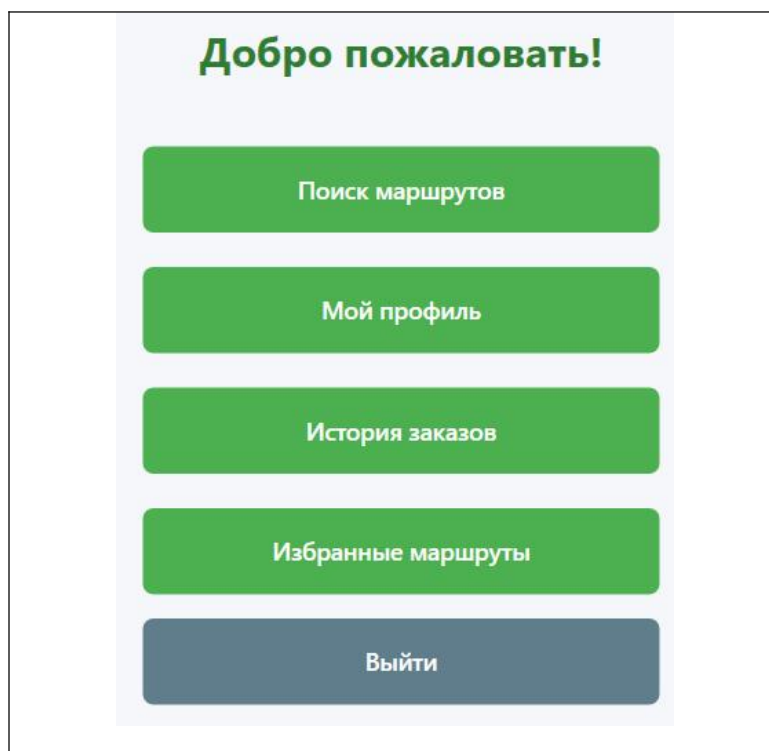 Добро пожаловать!
Поиск маршрутов
Мой профиль
История заказов
Избранные маршруты
Выйти